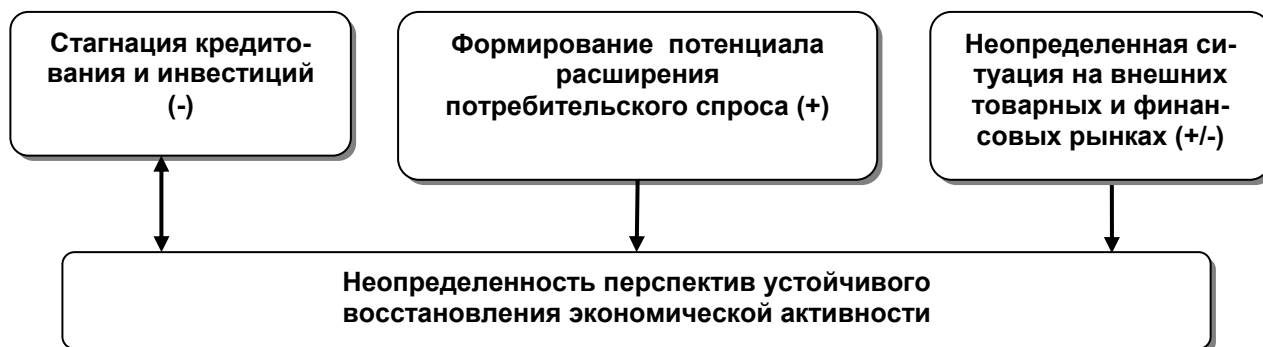 Стагнация кредито-
вания и инвестиций
(-)
Формирование потенциала
расширения
потребительского спроса (+)
Неопределенная си-
туация на внешних
товарных и финан-
совых рынках (+/-)
Неопределенность перспектив устойчивого
восстановления экономической активности